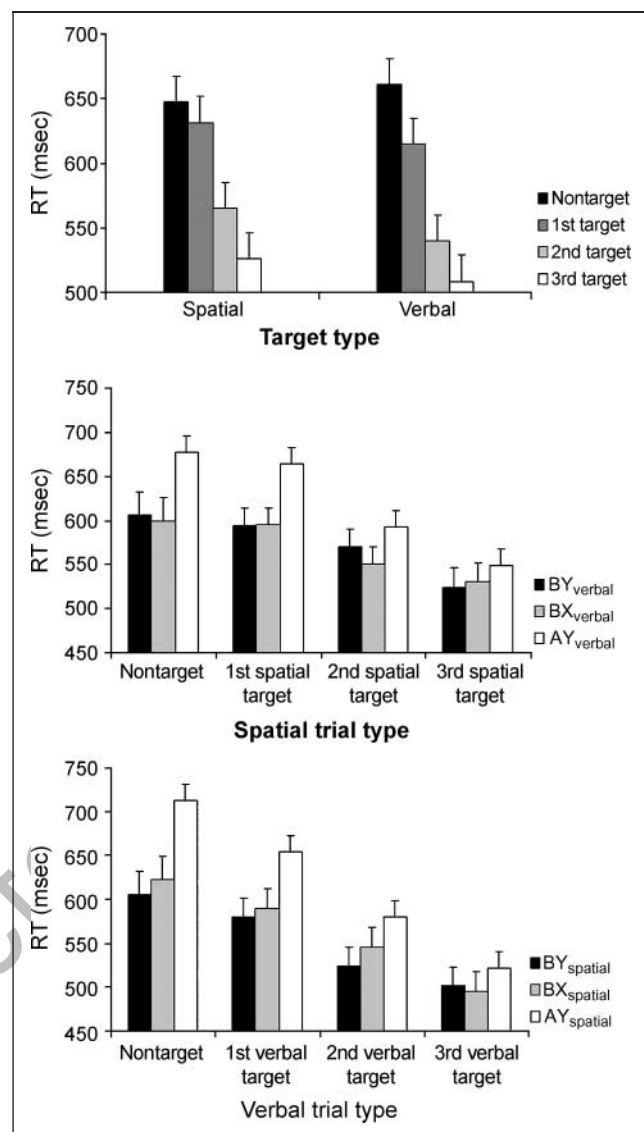 700
650
600
550
500
RT (msec)
Nontarget
1st target
2nd target
3rd target
Spatial Verbal
Target type
750
700
650
600
550
500
450
RT (msec)
BYverbal
BXverbal
AYverbal
Nontarget 1st spatial target 2nd spatial target 3rd spatial target
Spatial trial type
750
700
650
600
550
500
450
RT (msec)
BYspatial
BXspatial
AYspatial
Nontarget 1st verbal target 2nd verbal target 3rd verbal target
Verbal trial type